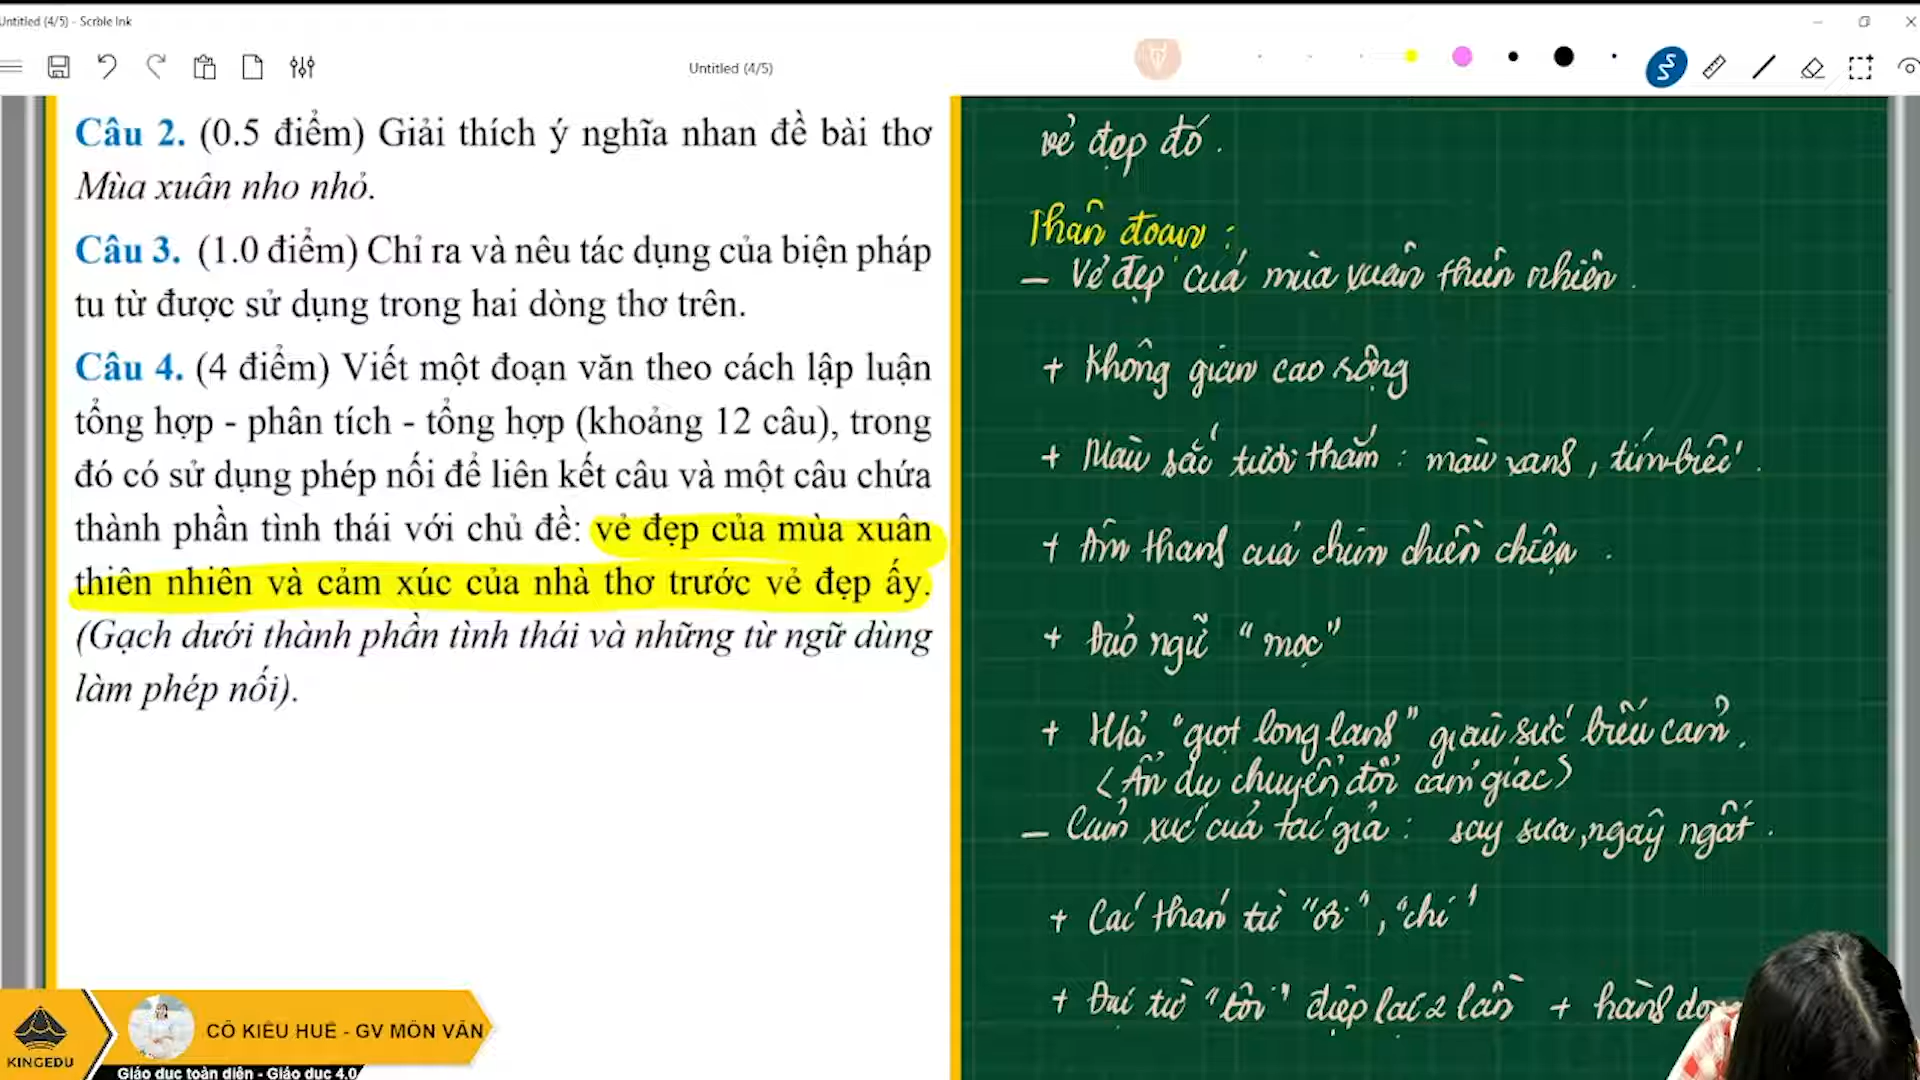 Untitled (4/5) - Scrble Ink
Untitled (4/5)
Câu 2. (0.5 điểm) Giải thích ý nghĩa nhan đề bài thơ
Mùa xuân nho nhỏ.
Câu 3. (1.0 điểm) Chỉ ra và nêu tác dụng của biện pháp
tu từ được sử dụng trong hai dòng thơ trên.
Câu 4. (4 điểm) Viết một đoạn văn theo cách lập luận
tổng hợp - phân tích - tổng hợp (khoảng 12 câu), trong
đó có sử dụng phép nối để liên kết câu và một câu chứa
thành phần tình thái với chủ đề: vẻ đẹp của mùa xuân
thiên nhiên và cảm xúc của nhà thơ trước vẻ đẹp ấy.
(Gạch dưới thành phần tình thái và những từ ngữ dùng
làm phép nối).
vẻ đẹp đó.
Thân đoạn:
- Vẻ đẹp của mùa xuân thiên nhiên.
+ Không gian cao rộng
+ Màu sắc tươi thắm: màu xanh, tím biếc.
+ Âm thanh của chim chiền chiện.
+ Đảo ngữ "mọc"
+ H/ả "giọt long lanh" giàu sức biểu cảm.
(Ẩn dụ chuyển đổi cảm giác)
- Cảm xúc của tác giả: say sưa, ngây ngất.
+ Các thán từ "ơi", "chi"
+ Đại từ "tôi" điệp lại 2 lần + hành
CÔ KIỀU HUẾ - GV MÔN VĂN
KINGEDU
Giáo dục toàn diện - Giáo dục 4.0